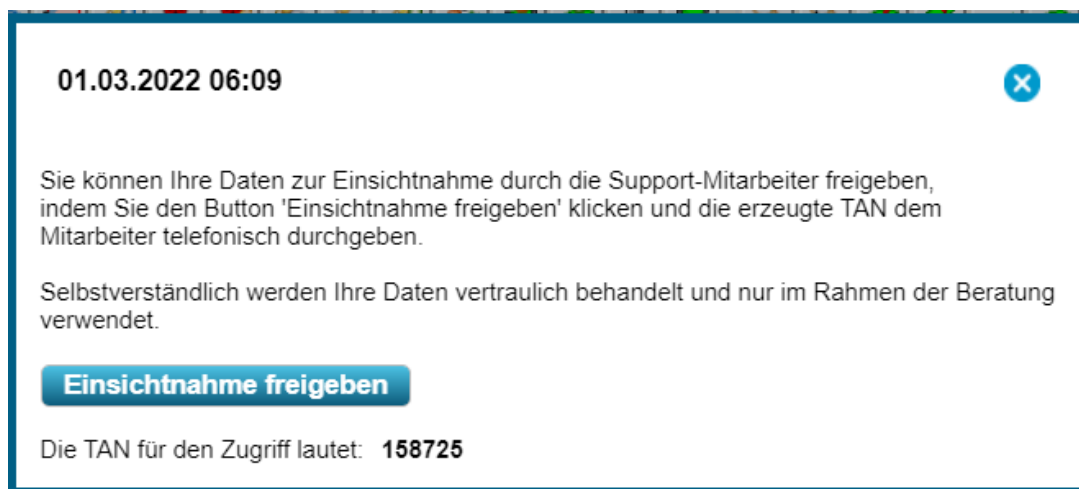 01.03.2022 06:09
Sie können Ihre Daten zur Einsichtnahme durch die Support-Mitarbeiter freigeben,
indem Sie den Button 'Einsichtnahme freigeben' klicken und die erzeugte TAN dem
Mitarbeiter telefonisch durchgeben.
Selbstverständlich werden Ihre Daten vertraulich behandelt und nur im Rahmen der Beratung
verwendet.
Einsichtnahme freigeben
Die TAN für den Zugriff lautet: 158725